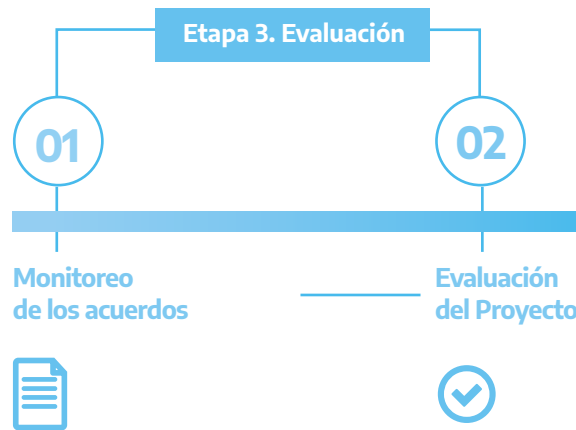 Etapa 3. Evaluación
01
02
Monitoreo
de los acuerdos
Evaluación
del Proyecto